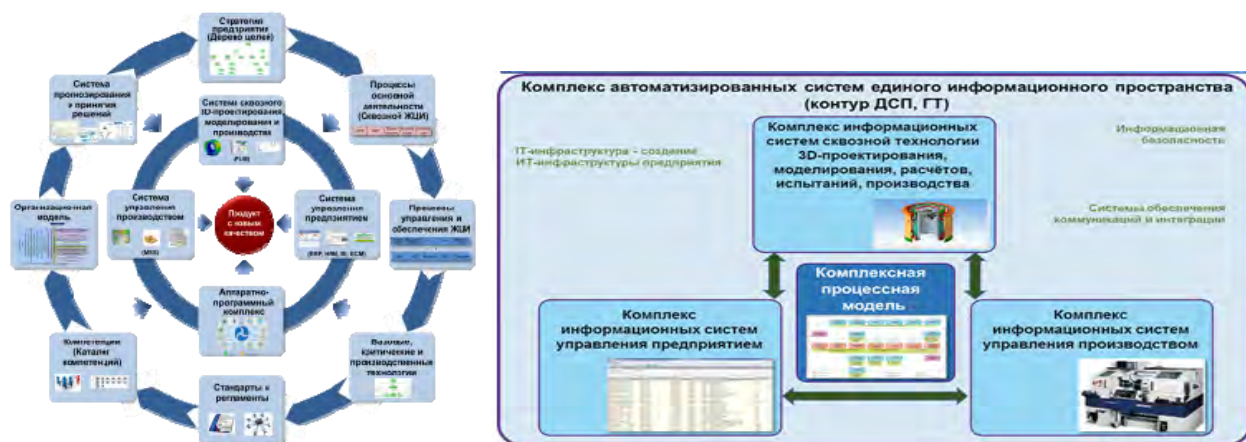 Стратегия
предприятия
(Дерево целей)
Система
прогнозирования
и принятия
решений
Процессы
основной
деятельности
(Сквозной ЖЦИ)
Система сквозного
3D-проектирования
моделирования и
производства
(PLM)
Организационная
модель
Система
управления
производством
(MES)
Продукт
с новым
качеством
Система
управления
предприятием
(ERP, HRM, BI, ECM)
Процессы
управления и
обеспечения ЖЦИ
Аппаратно-
программный
комплекс
Компетенции
(Каталог
компетенций)
Стандарты и
регламенты
Базовые,
критические и
производственные
технологии
Комплекс автоматизированных систем единого информационного пространства
(контур ДСП, ГТ)
IT-инфраструктура - создание
ИТ-инфраструктуры предприятия
Комплекс информационных
систем сквозной технологии
3D-проектирования,
моделирования, расчётов,
испытаний, производства
Информационная
безопасность
Системы обеспечения
коммуникаций и интеграции
Комплексная
процессная
модель
Комплекс
информационных систем
управления предприятием
Комплекс
информационных систем
управления производством